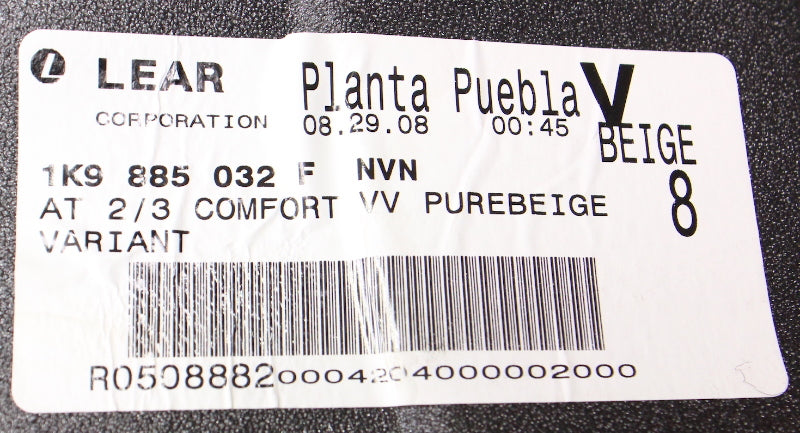 L LEAR Planta Puebla V
CORPORATION 08.29.08 00:45 BEIGE
1K9 885 032 F NVN 8
AT 2/3 COMFORT VV PUREBEIGE
VARIANT
R05088820004204000002000